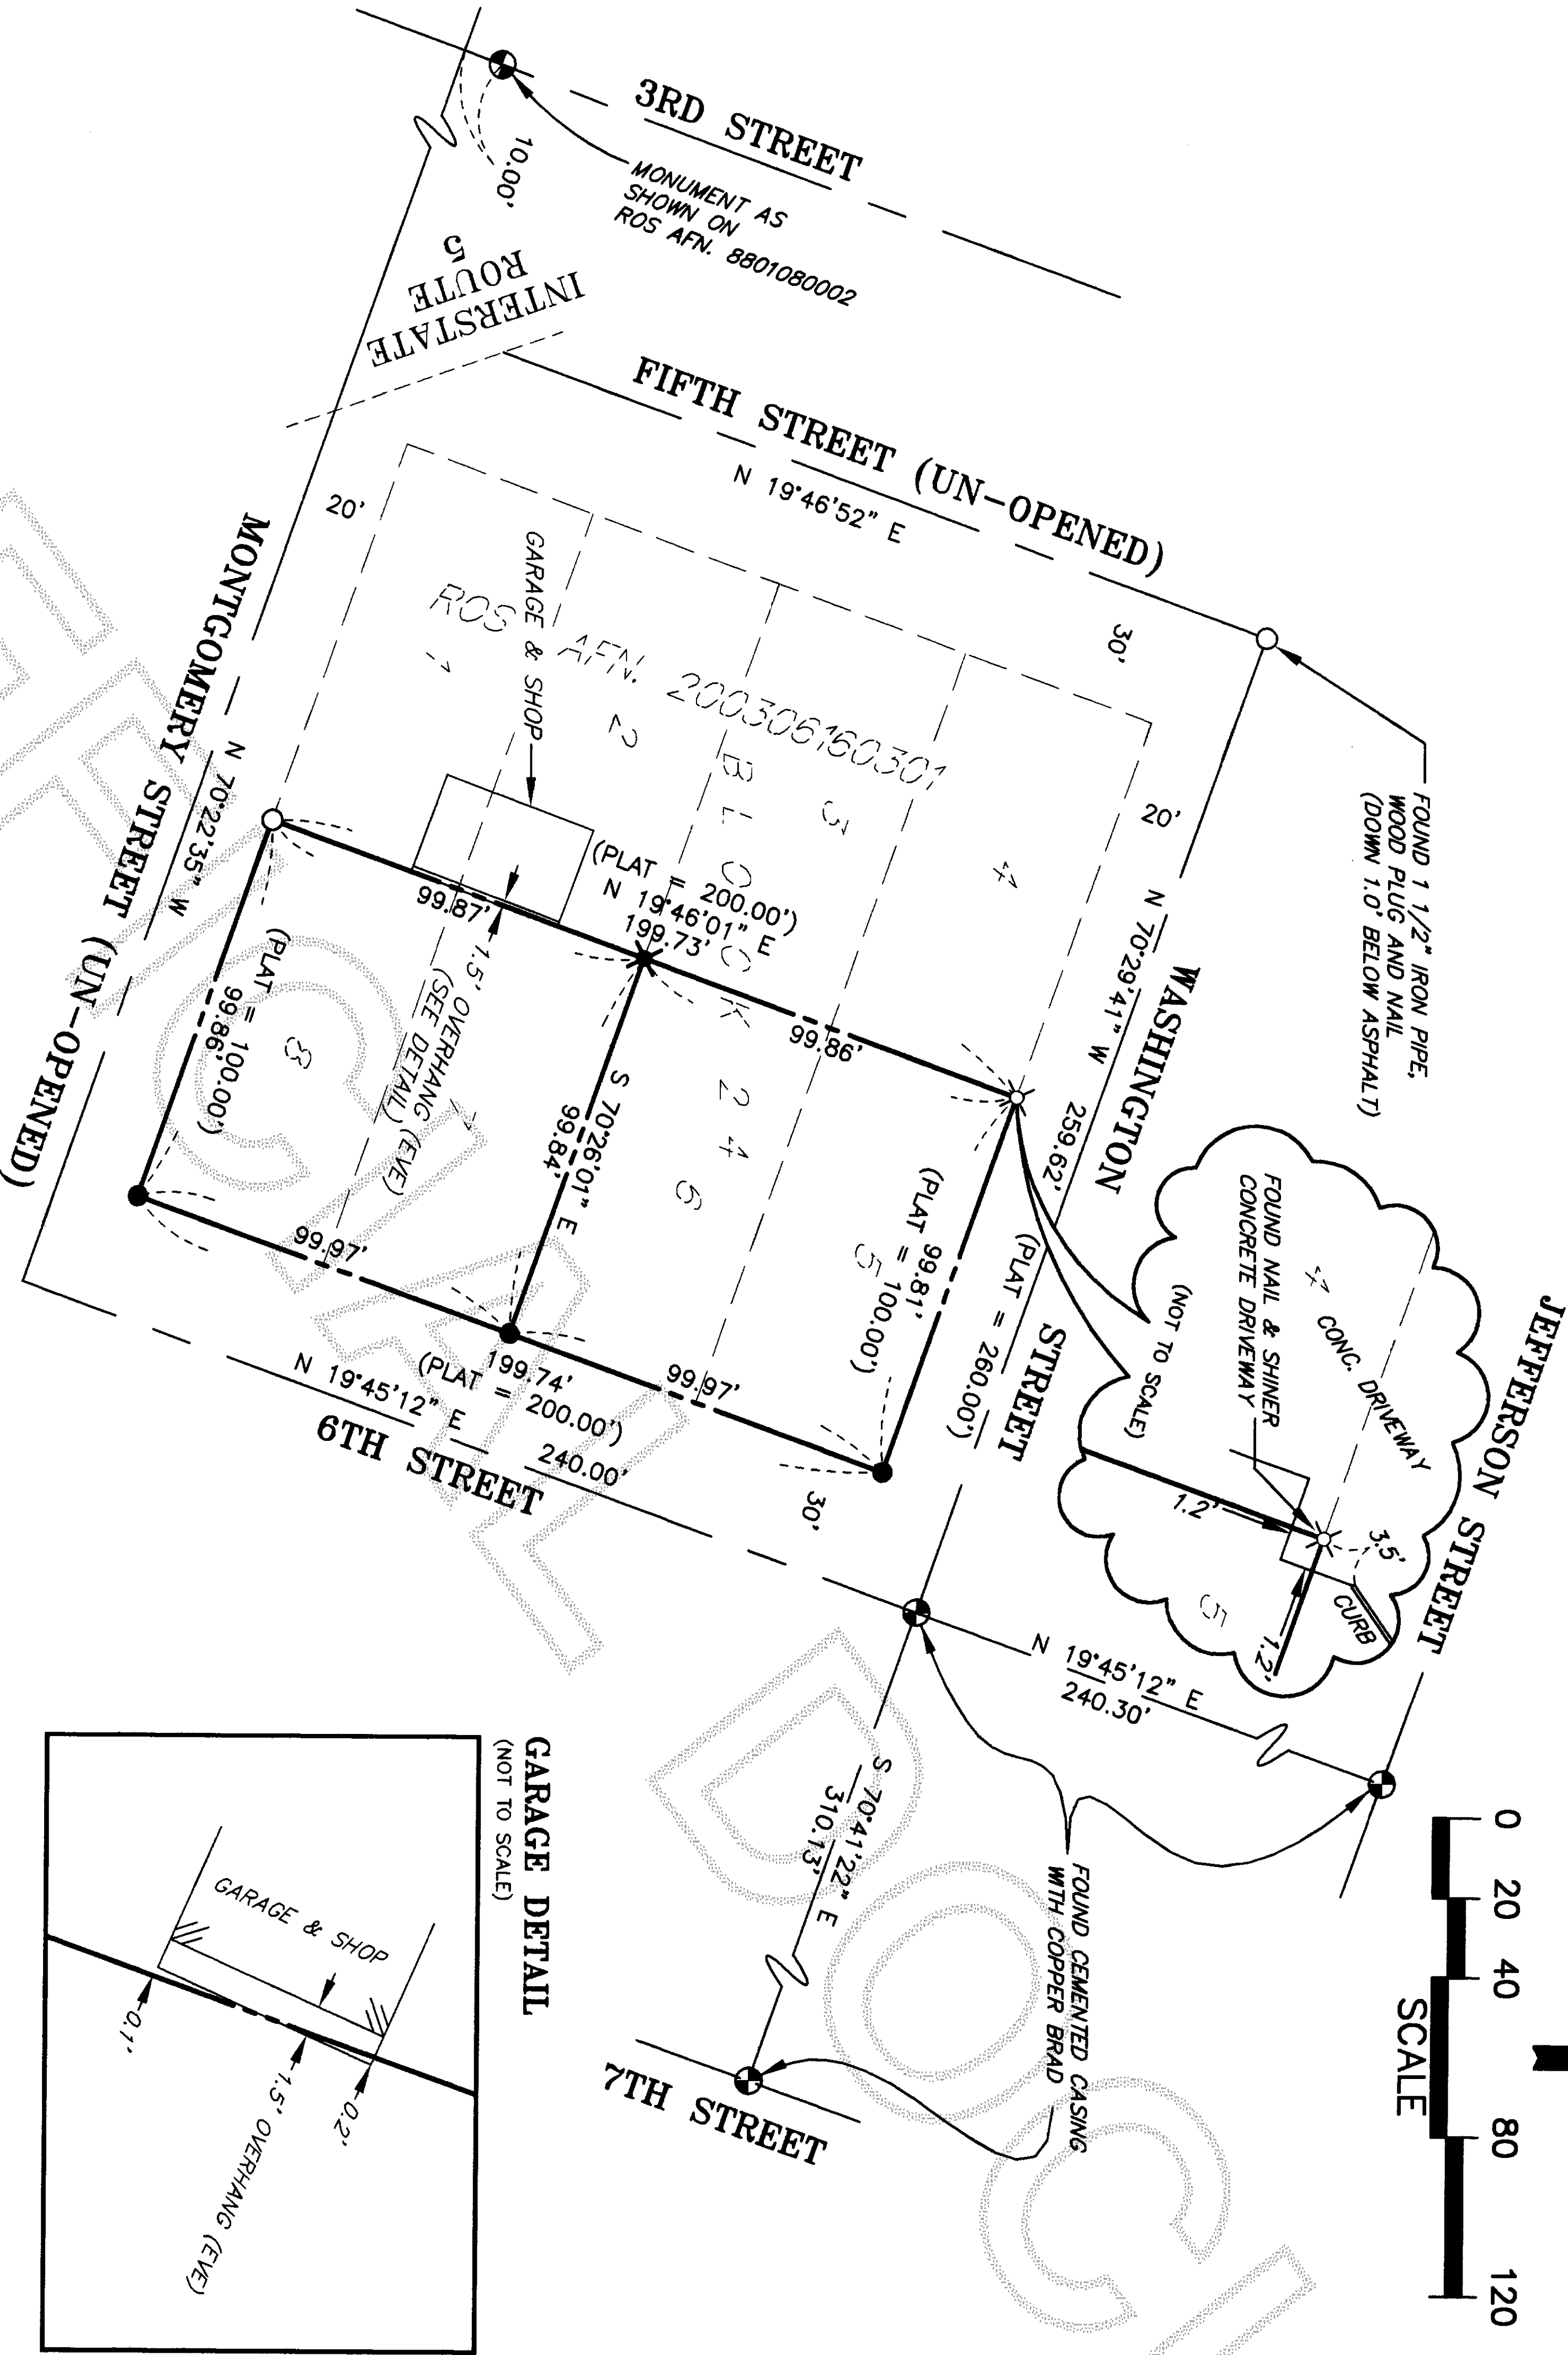 3RD STREET
MONUMENT AS
SHOWN ON
ROS AFN. 8801080002
10.00'
INTERSTATE
ROUTE
5
FIFTH STREET (UN-OPENED)
N 19°46'52" E
FOUND 1 1/2" IRON PIPE,
WOOD PLUG AND NAIL
(DOWN 1.0' BELOW ASPHALT)
30'
20'
20'
MONTGOMERY STREET (UN-OPENED)
N 70°22'35" W
GARAGE & SHOP
ROS AFN. 200306160301
1
2
3
4
BLOCK 24
(PLAT = 200.00')
N 19°46'01" E
199.73'
99.87'
99.86'
1.5' OVERHANG (EVE)
(SEE DETAIL)
(PLAT = 100.00')
99.86'
8
7
6
5
S 70°26'01" E
99.84'
99.81'
(PLAT = 100.00')
WASHINGTON STREET
N 70°29'41" W 259.62' (PLAT = 260.00')
99.97'
99.97'
199.74'
(PLAT = 200.00')
N 19°45'12" E 240.00'
6TH STREET
30'
FOUND NAIL & SHINER
CONCRETE DRIVEWAY
(NOT TO SCALE)
4
CONC. DRIVEWAY
1.2'
3.5'
CURB
1.2'
5
JEFFERSON STREET
N 19°45'12" E
240.30'
S 70°41'22" E
310.13'
FOUND CEMENTED CASING
WITH COPPER BRAD
7TH STREET
0 20 40 80 120
SCALE
GARAGE DETAIL
(NOT TO SCALE)
GARAGE & SHOP
0.1'
0.2'
1.5' OVERHANG (EVE)